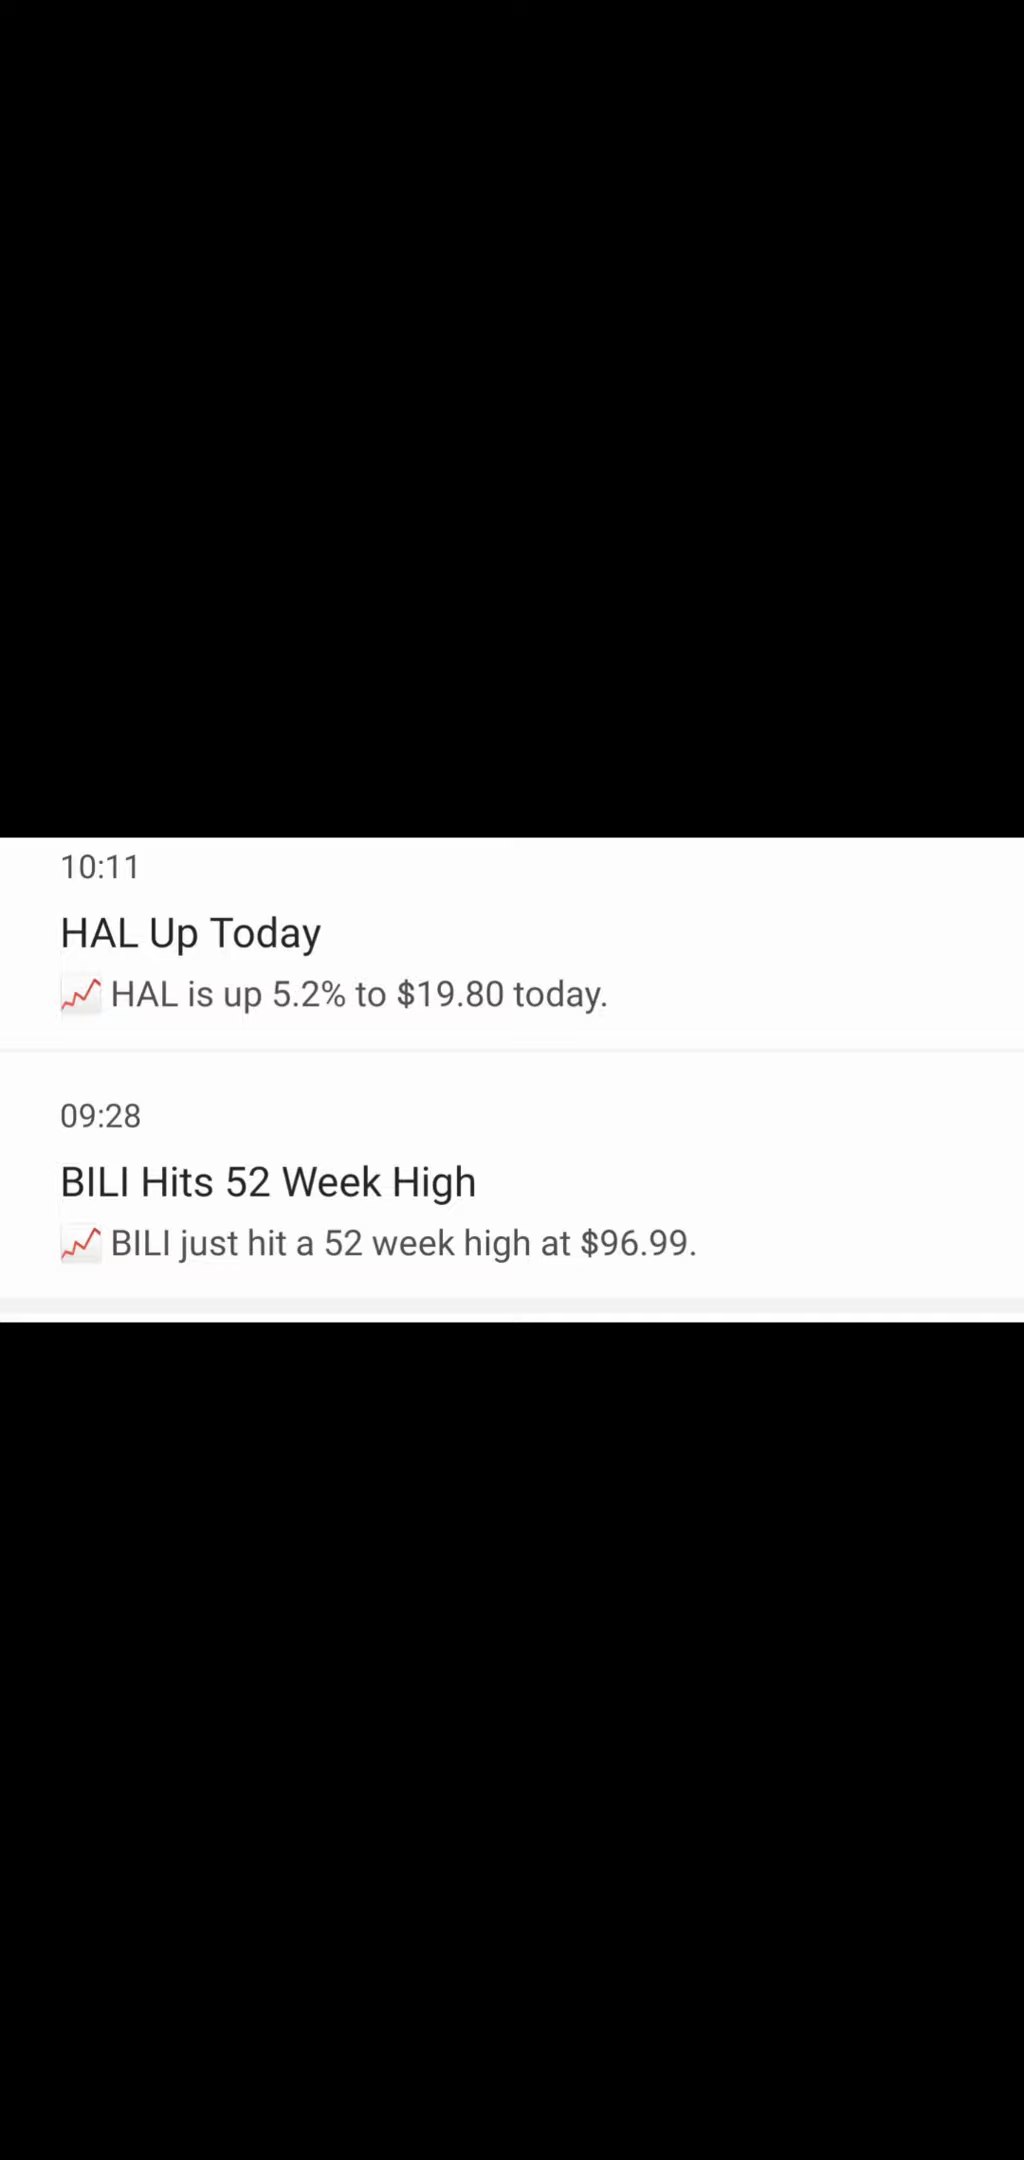 10:11
HAL Up Today
📈 HAL is up 5.2% to $19.80 today.
09:28
BILI Hits 52 Week High
📈 BILI just hit a 52 week high at $96.99.